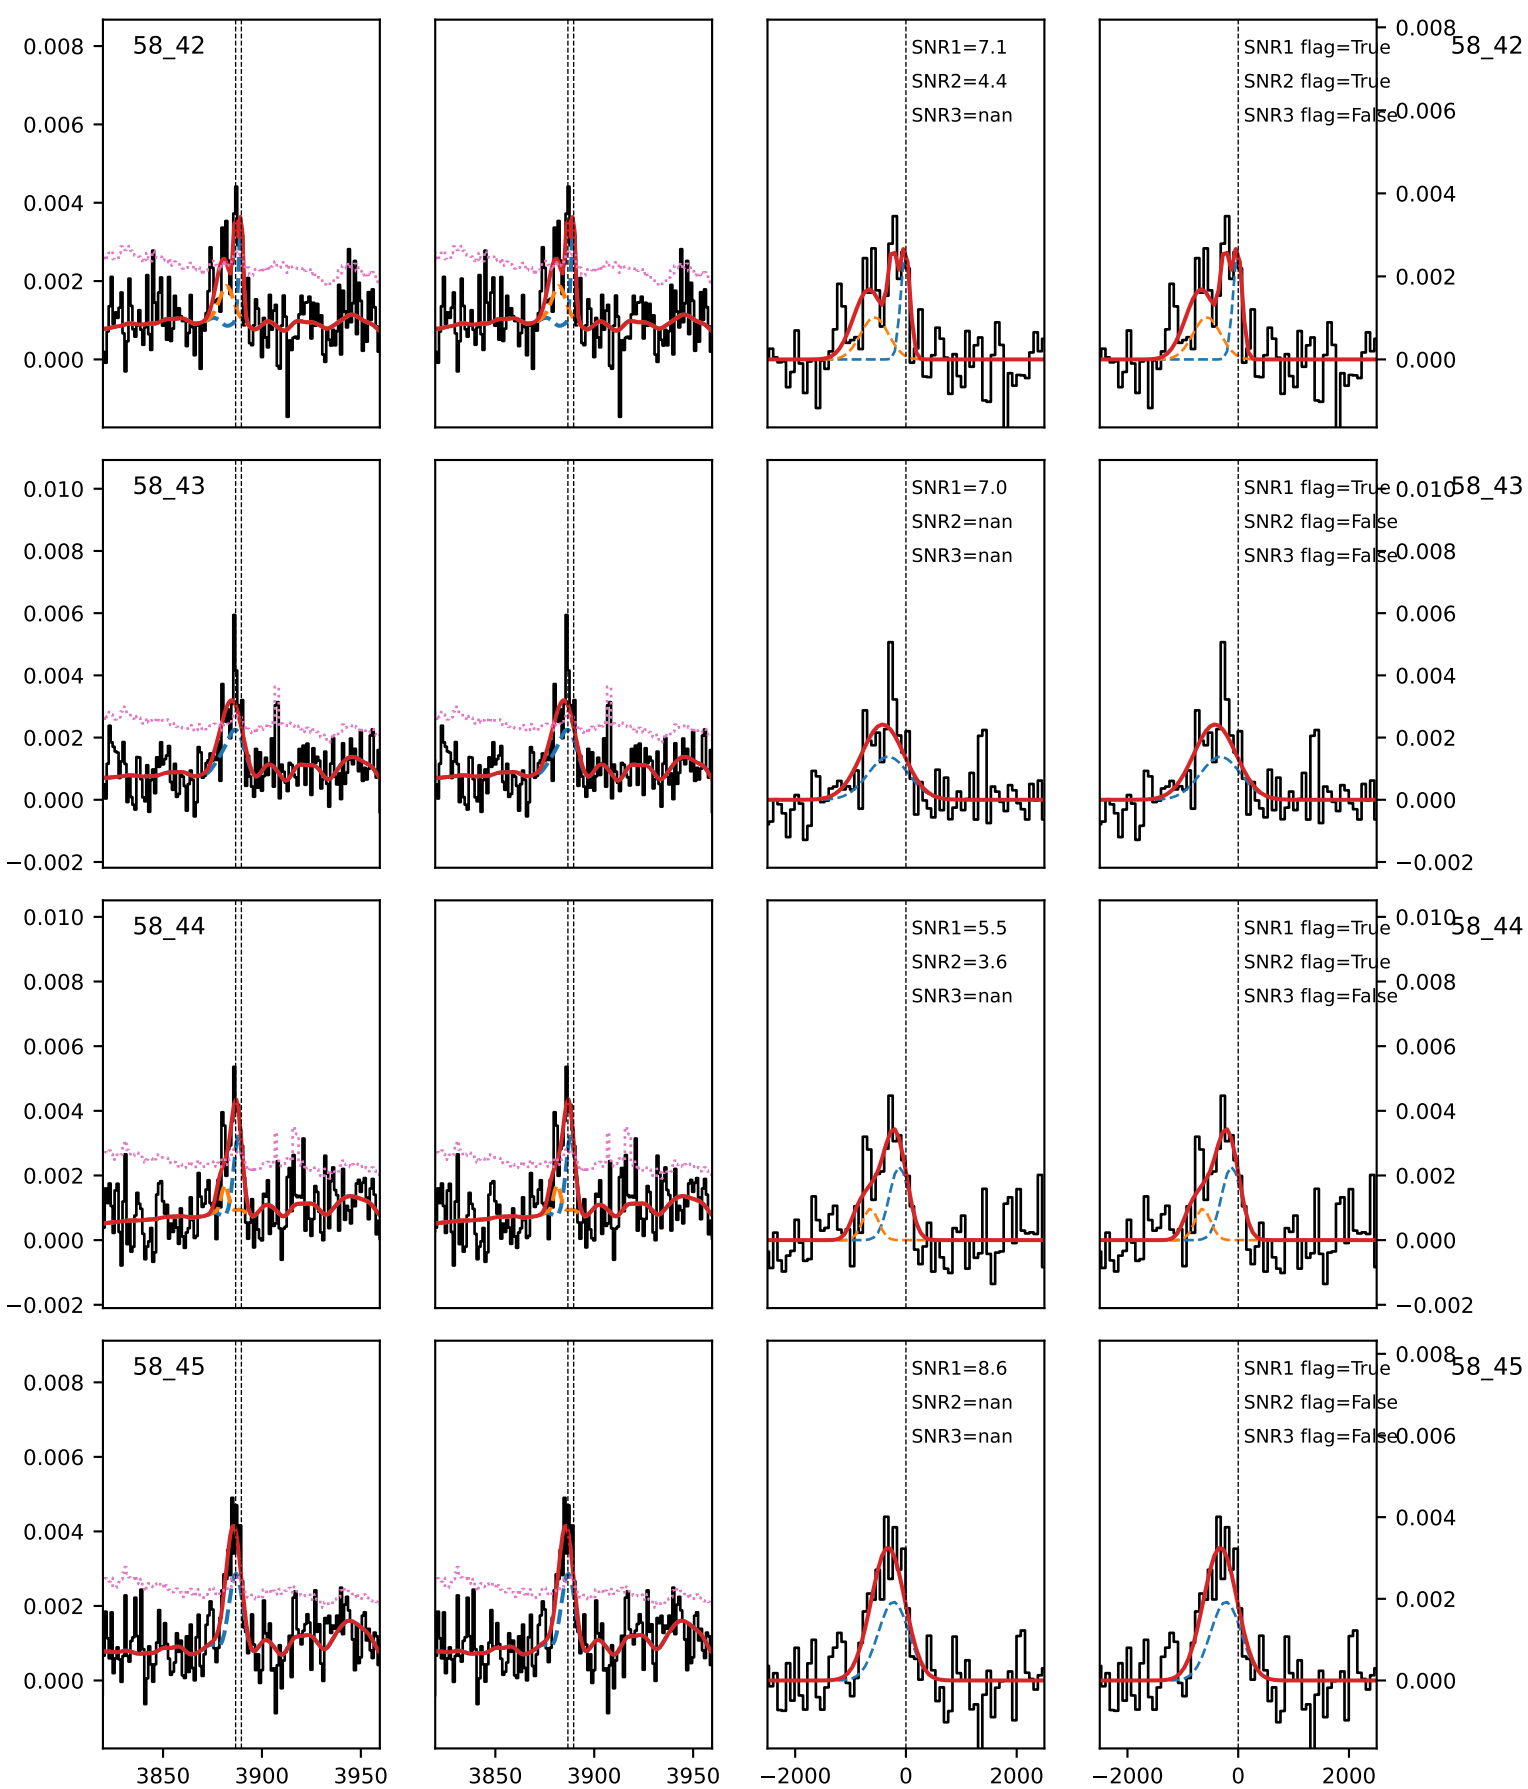 0.008
0.006
0.004
0.002
0.000
58_42
SNR1=7.1
SNR2=4.4
SNR3=nan
SNR1 flag=True
SNR2 flag=True
SNR3 flag=False
0.008
0.006
0.004
0.002
0.000
58_42
0.010
0.008
0.006
0.004
0.002
0.000
−0.002
58_43
SNR1=7.0
SNR2=nan
SNR3=nan
SNR1 flag=True
SNR2 flag=False
SNR3 flag=False
0.010
0.008
0.006
0.004
0.002
0.000
−0.002
58_43
0.010
0.008
0.006
0.004
0.002
0.000
−0.002
58_44
SNR1=5.5
SNR2=3.6
SNR3=nan
SNR1 flag=True
SNR2 flag=True
SNR3 flag=False
0.010
0.008
0.006
0.004
0.002
0.000
−0.002
58_44
0.008
0.006
0.004
0.002
0.000
58_45
SNR1=8.6
SNR2=nan
SNR3=nan
SNR1 flag=True
SNR2 flag=False
SNR3 flag=False
0.008
0.006
0.004
0.002
0.000
58_45
3850 3900 3950
3850 3900 3950
−2000 0 2000
−2000 0 2000